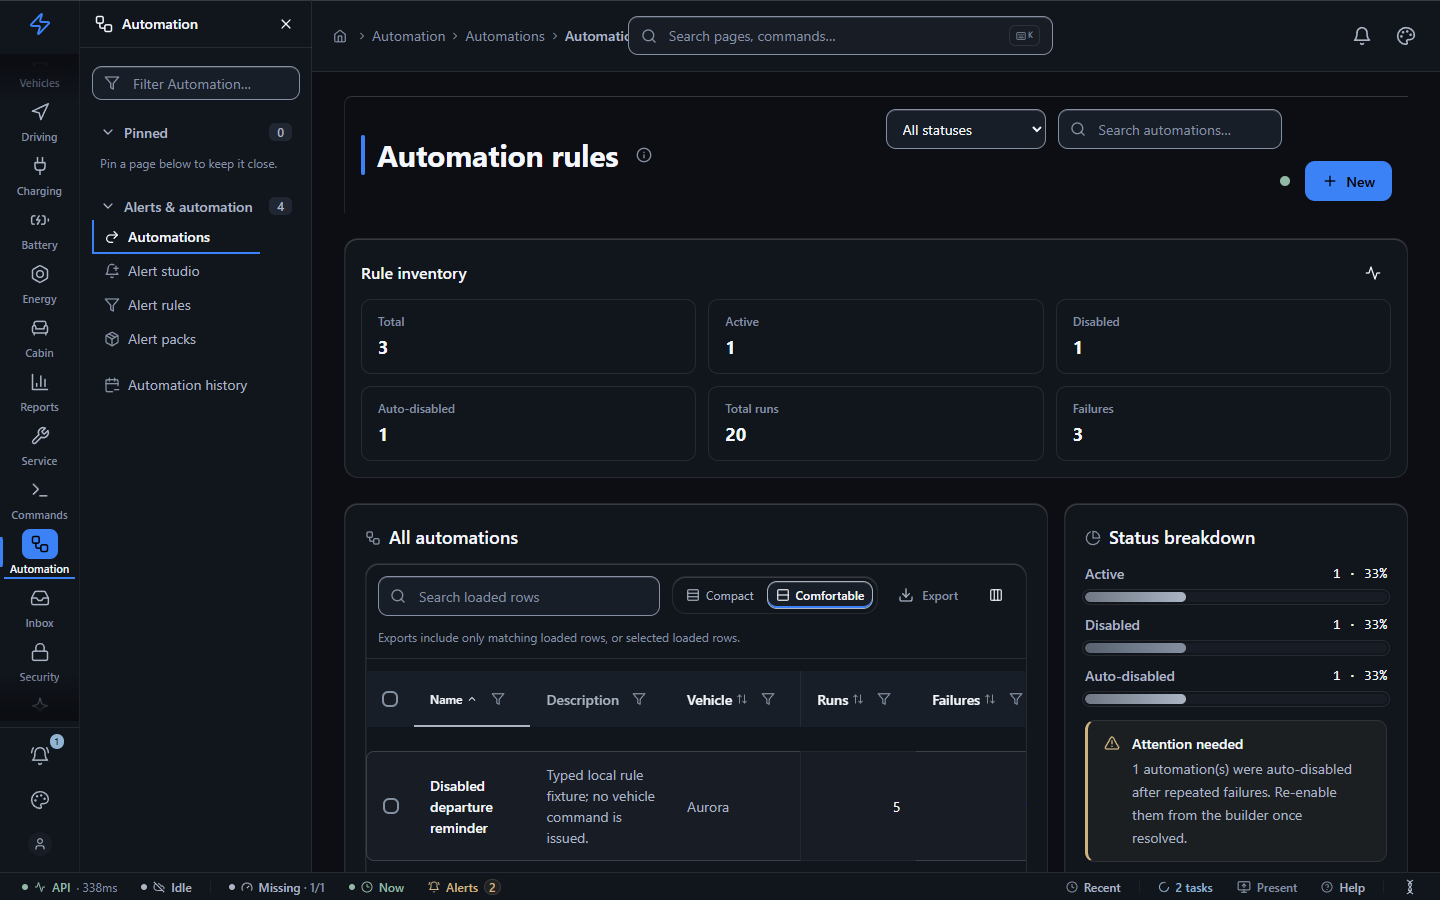 Automation
Vehicles
Driving
Charging
Battery
Energy
Cabin
Reports
Service
Commands
Automation
Inbox
Security
1
Filter Automation...
Pinned
0
Pin a page below to keep it close.
Alerts & automation
4
Automations
Alert studio
Alert rules
Alert packs
Automation history
Automation
Automations
Search pages, commands...
K
Automation rules
All statuses
Search automations...
New
Rule inventory
Total
3
Active
1
Disabled
1
Auto-disabled
1
Total runs
20
Failures
3
All automations
Search loaded rows
Compact
Comfortable
Export
Exports include only matching loaded rows, or selected loaded rows.
Name
Description
Vehicle
Runs
Failures
Disabled
departure
reminder
Typed local rule
fixture; no vehicle
command is
issued.
Aurora
5
Status breakdown
Active
1 · 33%
Disabled
1 · 33%
Auto-disabled
1 · 33%
Attention needed
1 automation(s) were auto-disabled
after repeated failures. Re-enable
them from the builder once
resolved.
API · 338ms
Idle
Missing · 1/1
Now
Alerts 2
Recent
2 tasks
Present
Help